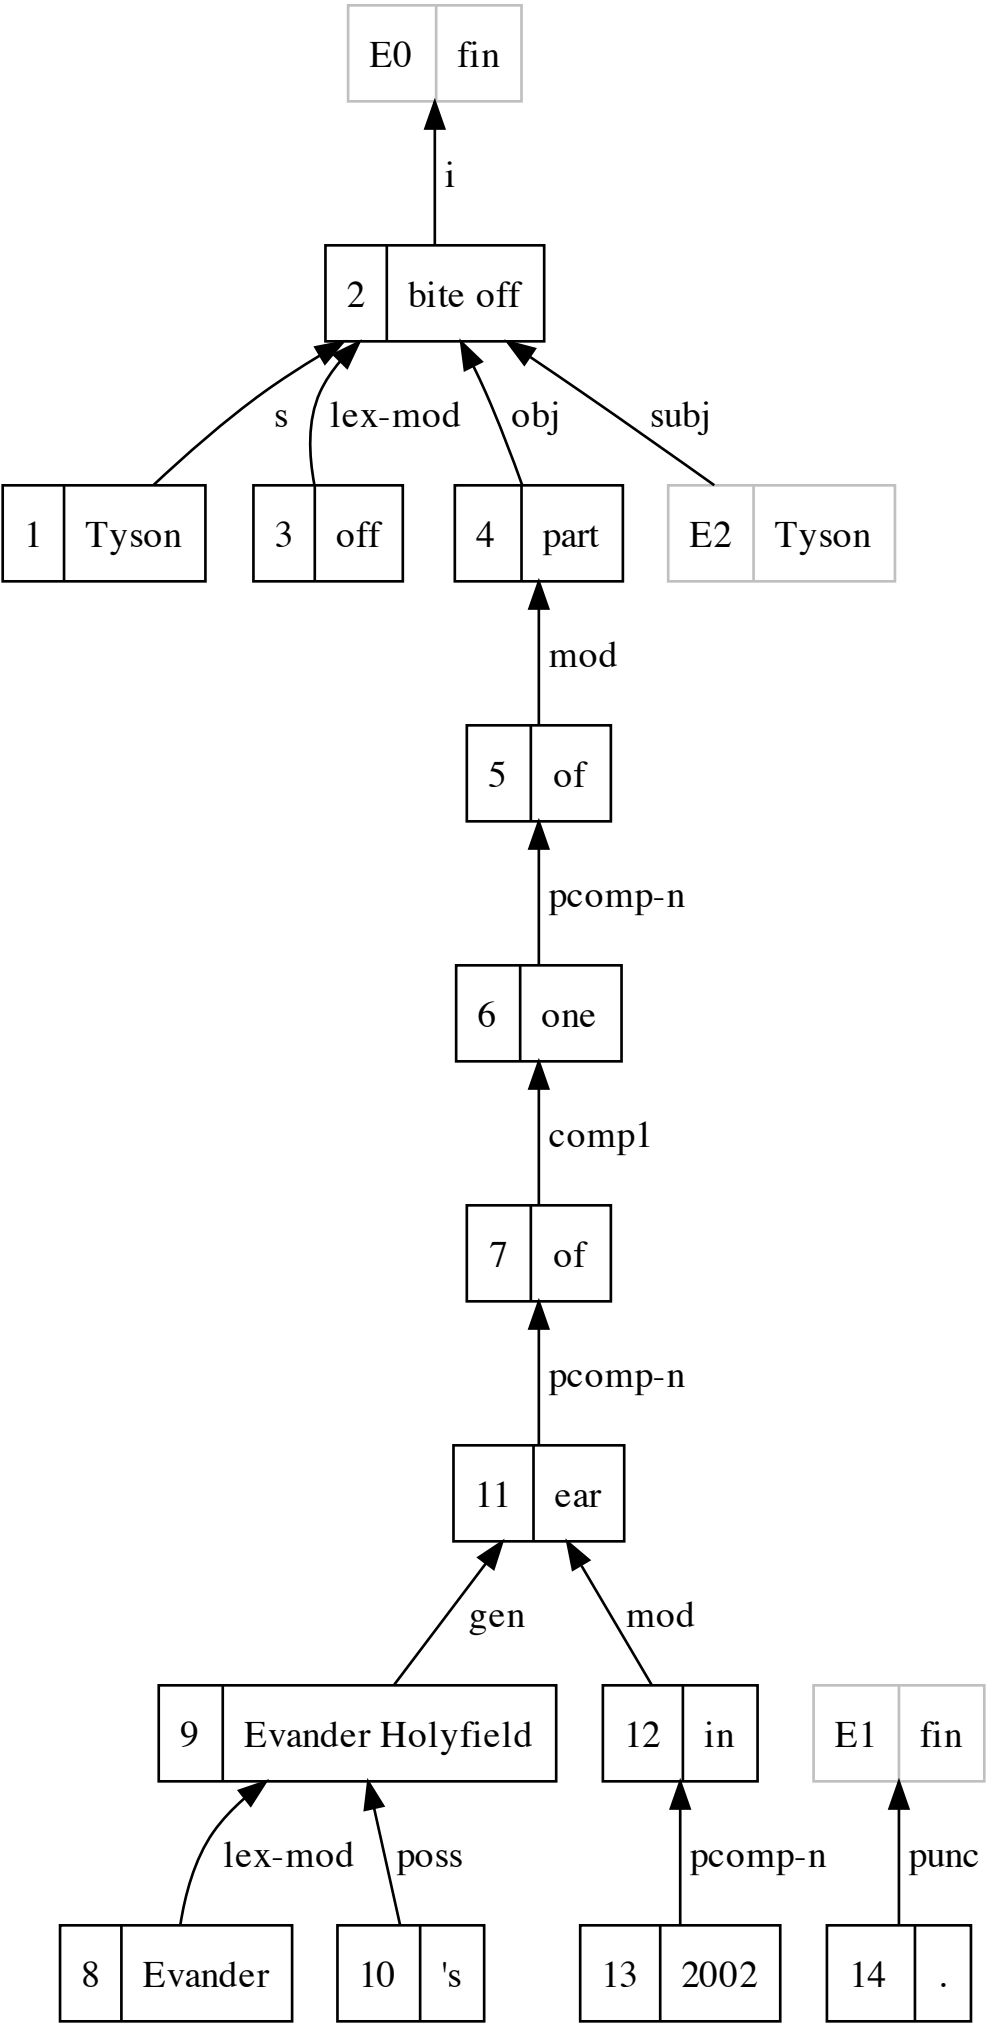 E0 fin
i
2 bite off
s lex-mod obj subj
1 Tyson 3 off 4 part E2 Tyson
mod
5 of
pcomp-n
6 one
comp1
7 of
pcomp-n
11 ear
gen mod
9 Evander Holyfield 12 in E1 fin
lex-mod poss pcomp-n punc
8 Evander 10 's 13 2002 14 .